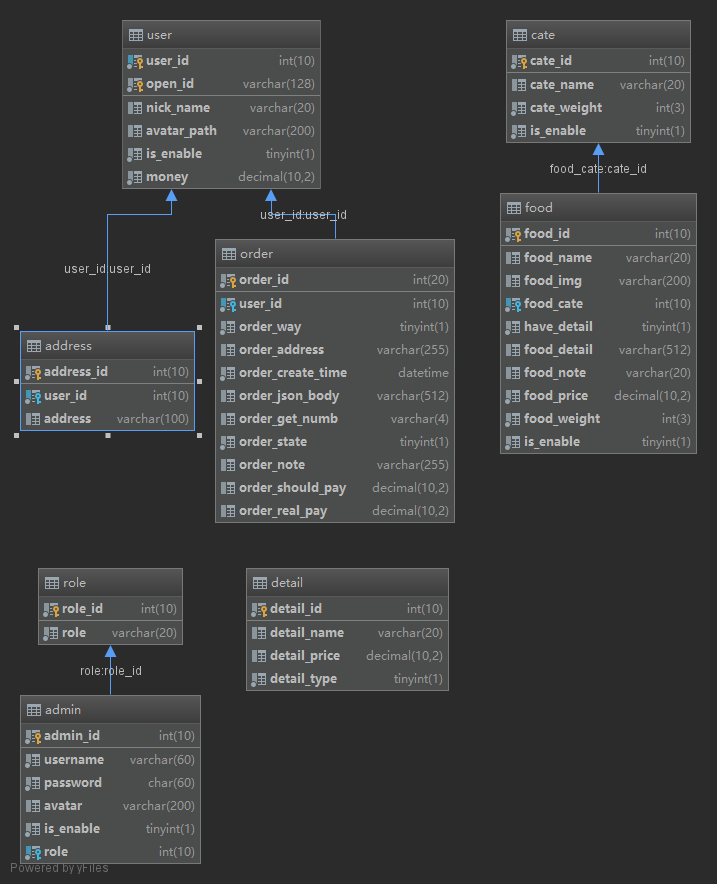 user
user_id int(10)
open_id varchar(128)
nick_name varchar(20)
avatar_path varchar(200)
is_enable tinyint(1)
money decimal(10,2)
cate
cate_id int(10)
cate_name varchar(20)
cate_weight int(3)
is_enable tinyint(1)
food_cate:cate_id
user_id:user_id
user_id:user_id
food
food_id int(10)
food_name varchar(20)
food_img varchar(200)
food_cate int(10)
have_detail tinyint(1)
food_detail varchar(512)
food_note varchar(20)
food_price decimal(10,2)
food_weight int(3)
is_enable tinyint(1)
order
order_id int(20)
user_id int(10)
order_way tinyint(1)
order_address varchar(255)
order_create_time datetime
order_json_body varchar(512)
order_get_numb varchar(4)
order_state tinyint(1)
order_note varchar(255)
order_should_pay decimal(10,2)
order_real_pay decimal(10,2)
address
address_id int(10)
user_id int(10)
address varchar(100)
role
role_id int(10)
role varchar(20)
detail
detail_id int(10)
detail_name varchar(20)
detail_price decimal(10,2)
detail_type tinyint(1)
role:role_id
admin
admin_id int(10)
username varchar(60)
password char(60)
avatar varchar(200)
is_enable tinyint(1)
role int(10)
Powered by yFiles